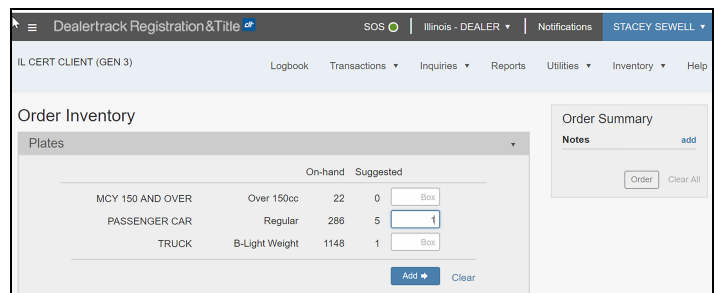 Dealertrack Registration & Title dt SOS Illinois - DEALER Notifications STACEY SEWELL
IL CERT CLIENT (GEN 3) Logbook Transactions Inquiries Reports Utilities Inventory Help
Order Inventory
Plates
On-hand Suggested
MCY 150 AND OVER Over 150cc 22 0 Box
PASSENGER CAR Regular 286 5 1
TRUCK B-Light Weight 1148 1 Box
Add Clear
Order Summary
Notes add
Order Clear All